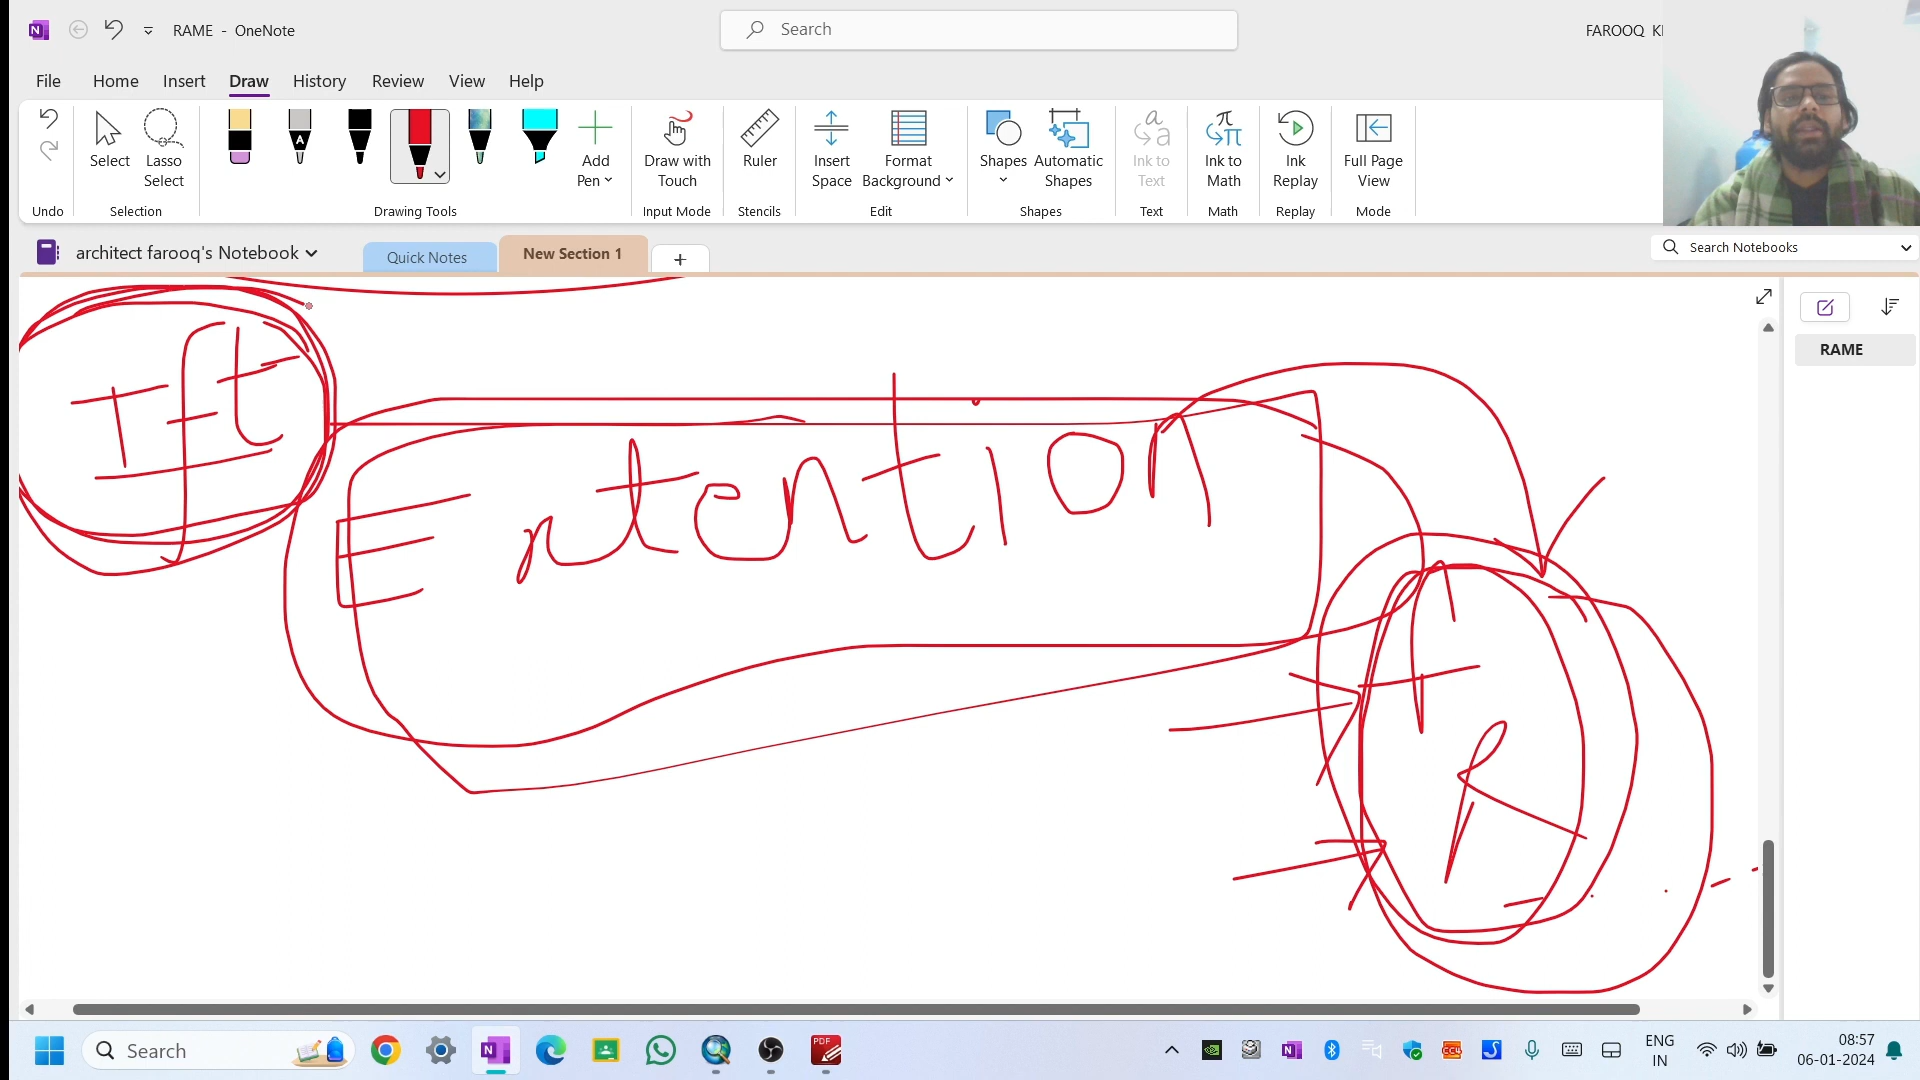 RAME - OneNote
Search
FAROOQ
File Home Insert Draw History Review View Help
Select
Lasso Select
Add Pen
Draw with Touch
Ruler
Insert Space
Format Background
Shapes
Automatic Shapes
Ink to Text
Ink to Math
Ink Replay
Full Page View
Undo Selection Drawing Tools Input Mode Stencils Edit Shapes Text Math Replay Mode
architect farooq's Notebook
Quick Notes
New Section 1
+
Search Notebooks
RAME
Extention
R
Search
PDF
ENG
IN
08:57
06-01-2024